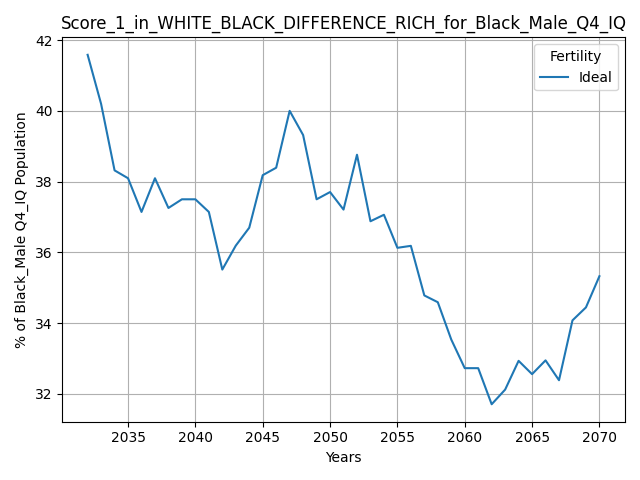 Score_1_in_WHITE_BLACK_DIFFERENCE_RICH_for_Black_Male_Q4_IQ
Fertility
Ideal
% of Black_Male Q4_IQ Population
42
40
38
36
34
32
2035 2040 2045 2050 2055 2060 2065 2070
Years